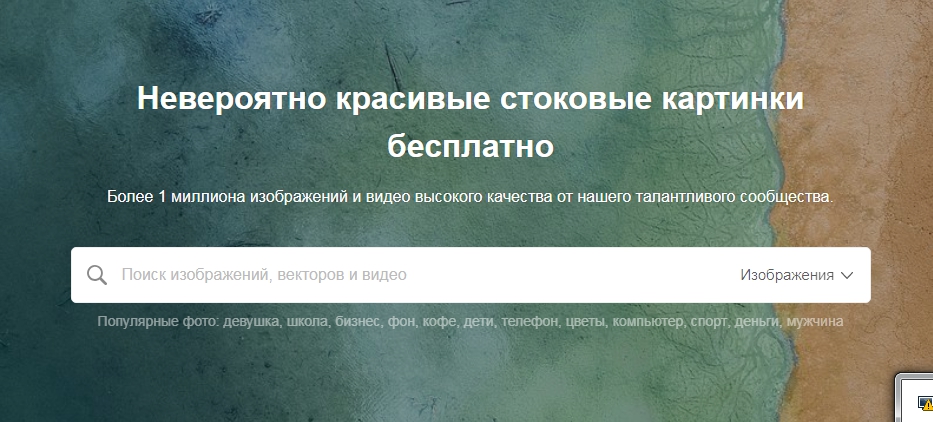 Невероятно красивые стоковые картинки
бесплатно
Более 1 миллиона изображений и видео высокого качества от нашего талантливого сообщества.
Поиск изображений, векторов и видео
Изображения
Популярные фото: девушка, школа, бизнес, фон, кофе, дети, телефон, цветы, компьютер, спорт, деньги, мужчина